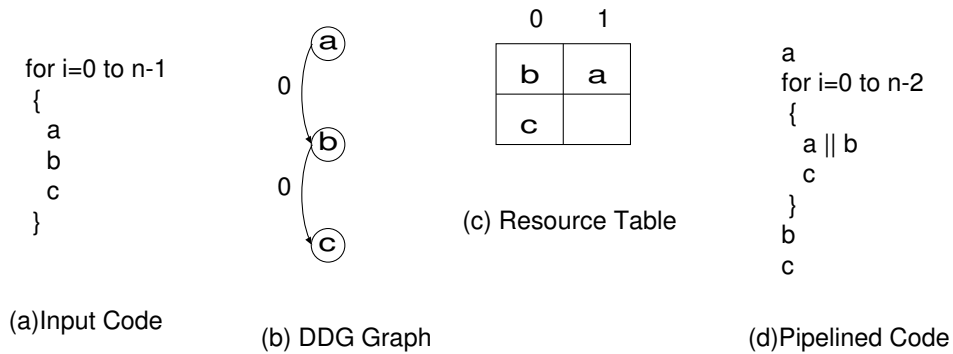 for i=0 to n-1
{
a
b
c
}
(a)Input Code
a
0
b
0
c
(b) DDG Graph
0 1
b a
c
(c) Resource Table
a
for i=0 to n-2
{
a || b
c
}
b
c
(d)Pipelined Code